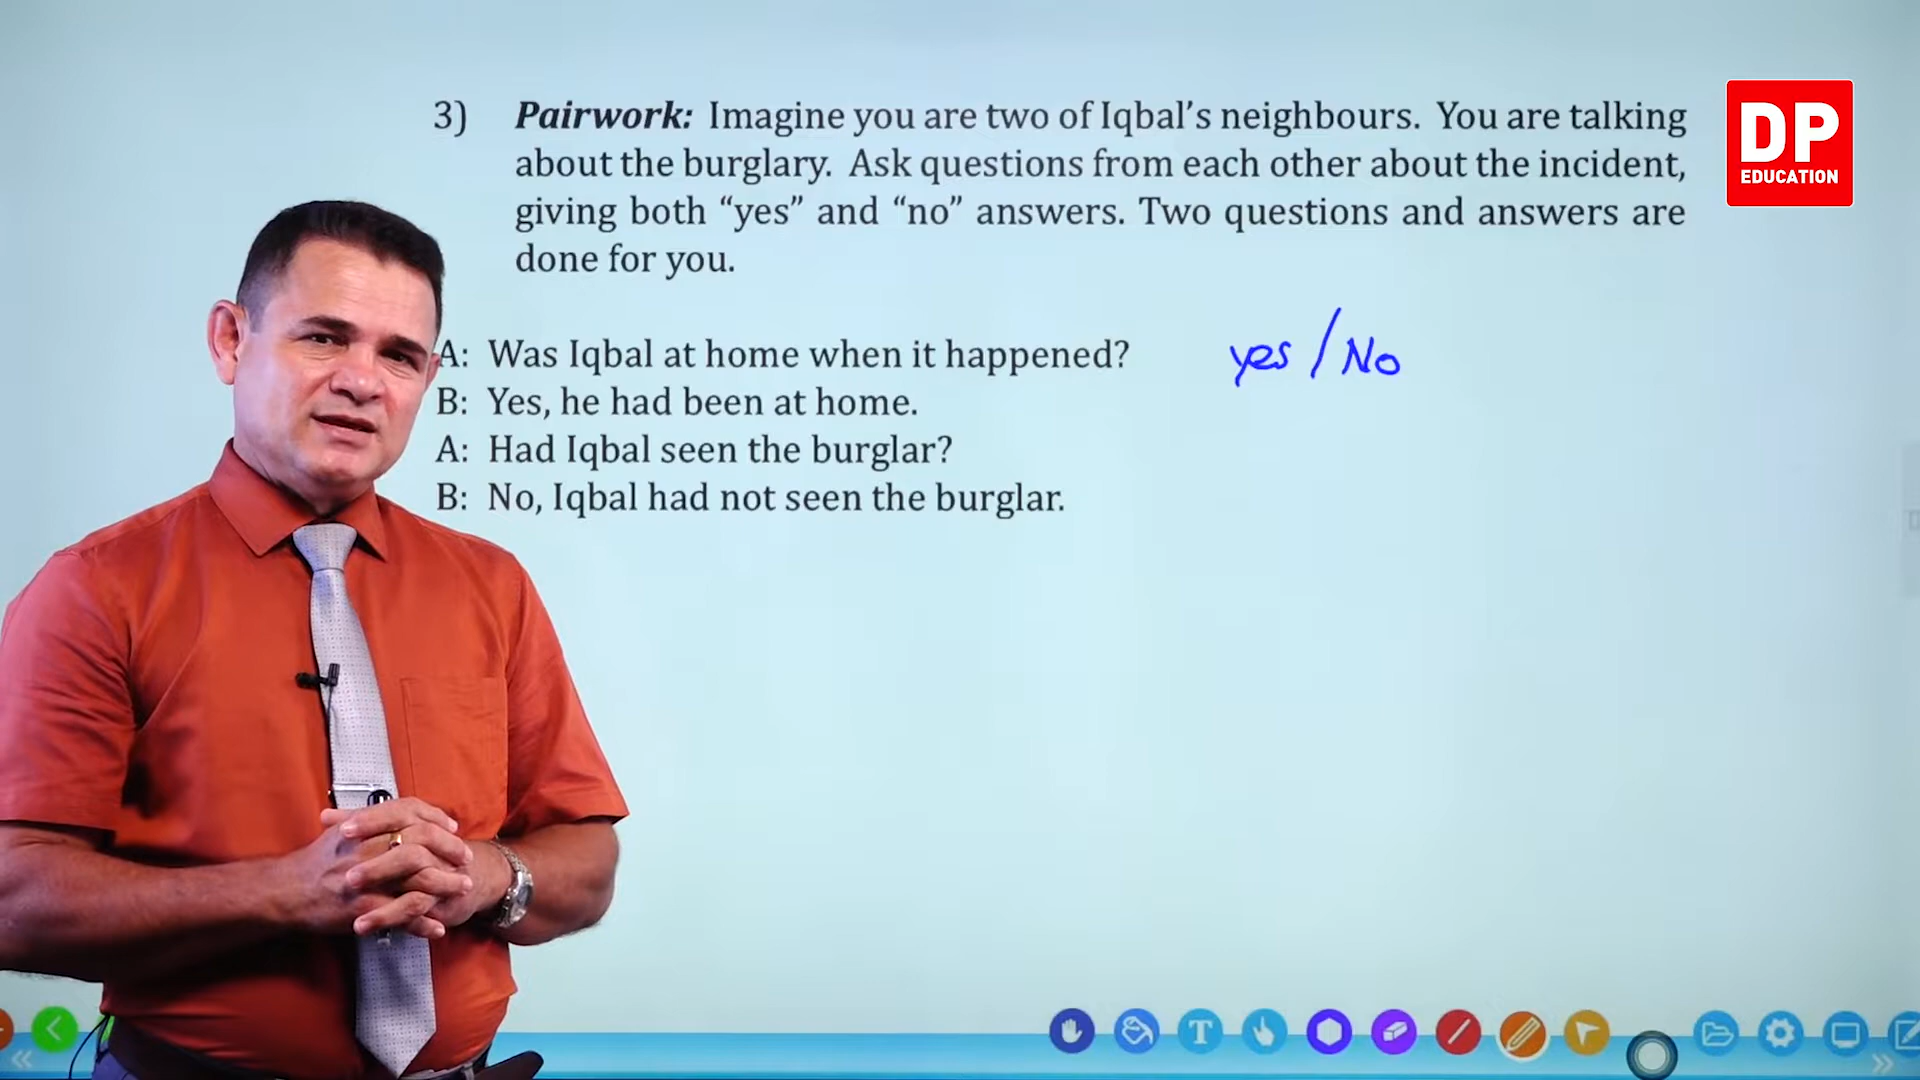 3) Pairwork: Imagine you are two of Iqbal’s neighbours. You are talking
about the burglary. Ask questions from each other about the incident,
giving both “yes” and “no” answers. Two questions and answers are
done for you.
DP
EDUCATION
A: Was Iqbal at home when it happened?
yes / No
B: Yes, he had been at home.
A: Had Iqbal seen the burglar?
B: No, Iqbal had not seen the burglar.
T